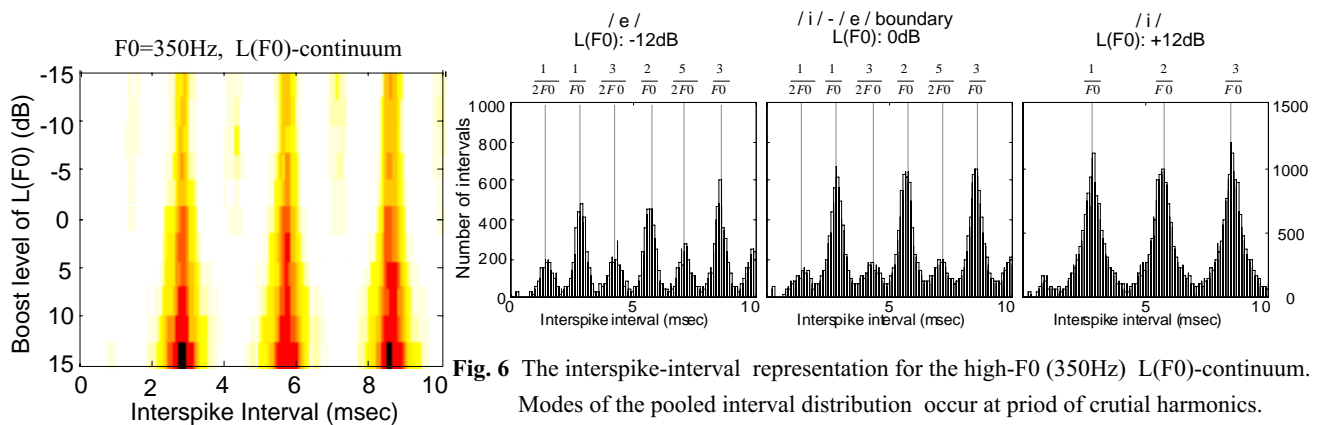 F0=350Hz, L(F0)-continuum
Boost level of L(F0) (dB)
-15
-10
-5
0
5
10
15
0 2 4 6 8 10
Interspike Interval (msec)
/ e /
L(F0): -12dB
1/2F0 1/F0 3/2F0 2/F0 5/2F0 3/F0
Number of intervals
1000
800
600
400
200
0
0 5
Interspike interval (msec)
/ i / - / e / boundary
L(F0): 0dB
1/2F0 1/F0 3/2F0 2/F0 5/2F0 3/F0
5 10
Interspike interval (msec)
/ i /
L(F0): +12dB
1/F0 2/F0 3/F0
1500
1000
500
0
5 10
Interspike interval (msec)
Fig. 6 The interspike-interval representation for the high-F0 (350Hz) L(F0)-continuum.
Modes of the pooled interval distribution occur at priod of crutial harmonics.